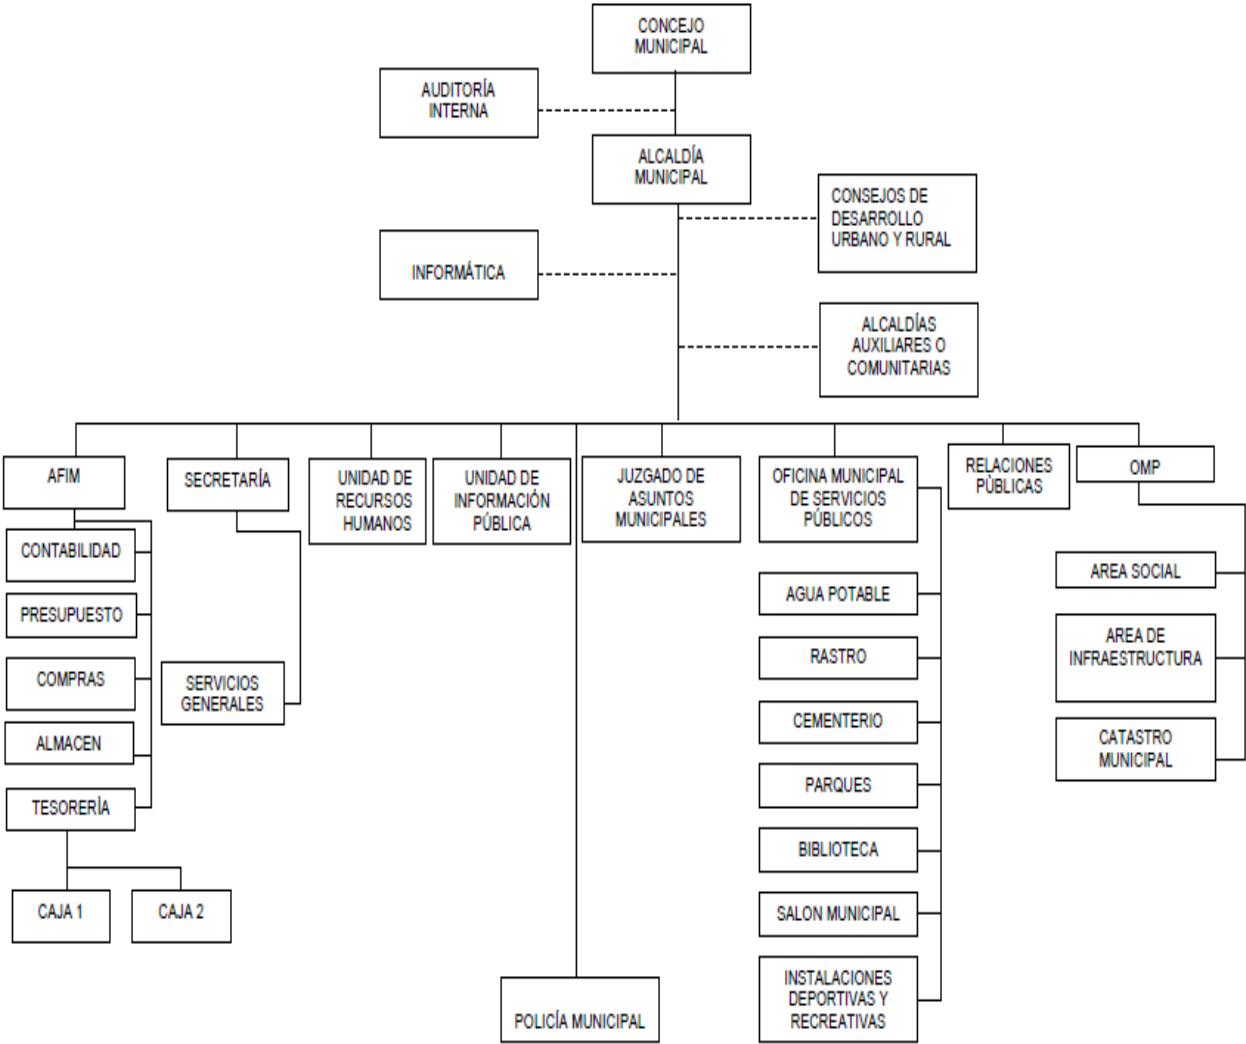 CONCEJO
MUNICIPAL
AUDITORÍA
INTERNA
ALCALDÍA
MUNICIPAL
CONSEJOS DE
DESARROLLO
URBANO Y RURAL
INFORMÁTICA
ALCALDÍAS
AUXILIARES O
COMUNITARIAS
AFIM
SECRETARÍA
UNIDAD DE
RECURSOS
HUMANOS
UNIDAD DE
INFORMACIÓN
PÚBLICA
JUZGADO DE
ASUNTOS
MUNICIPALES
OFICINA MUNICIPAL
DE SERVICIOS
PÚBLICOS
RELACIONES
PÙBLICAS
OMP
CONTABILIDAD
PRESUPUESTO
COMPRAS
ALMACEN
TESORERÍA
CAJA 1
CAJA 2
SERVICIOS
GENERALES
AGUA POTABLE
RASTRO
CEMENTERIO
PARQUES
BIBLIOTECA
SALON MUNICIPAL
INSTALACIONES
DEPORTIVAS Y
RECREATIVAS
AREA SOCIAL
AREA DE
INFRAESTRUCTURA
CATASTRO
MUNICIPAL
POLICÍA MUNICIPAL